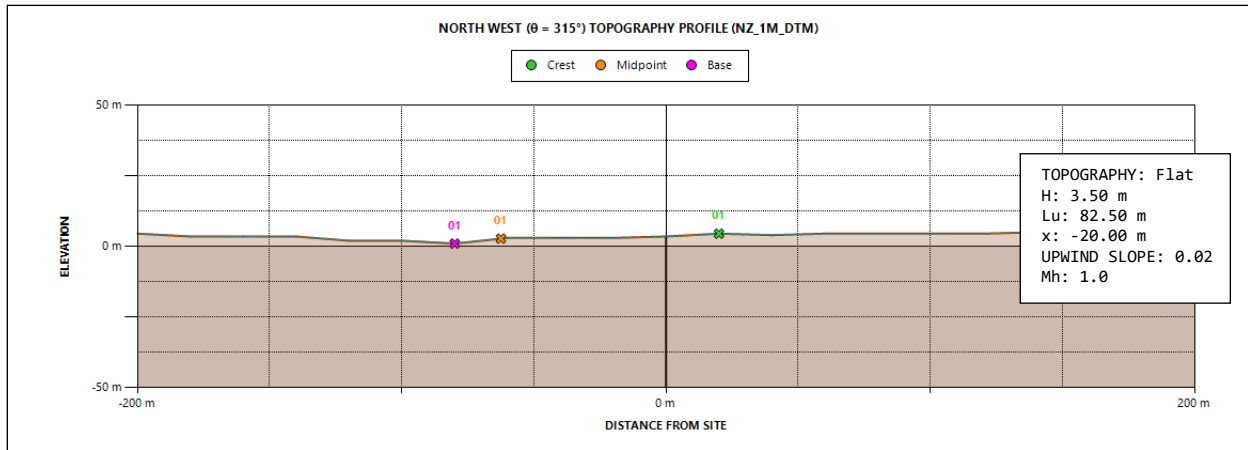 NORTH WEST (θ = 315°) TOPOGRAPHY PROFILE (NZ_1M_DTM)
Crest Midpoint Base
50 m
TOPOGRAPHY: Flat
H: 3.50 m
Lu: 82.50 m
x: -20.00 m
UPWIND SLOPE: 0.02
Mh: 1.0
01 01 01
ELEVATION
0 m
-50 m
-200 m 0 m 200 m
DISTANCE FROM SITE